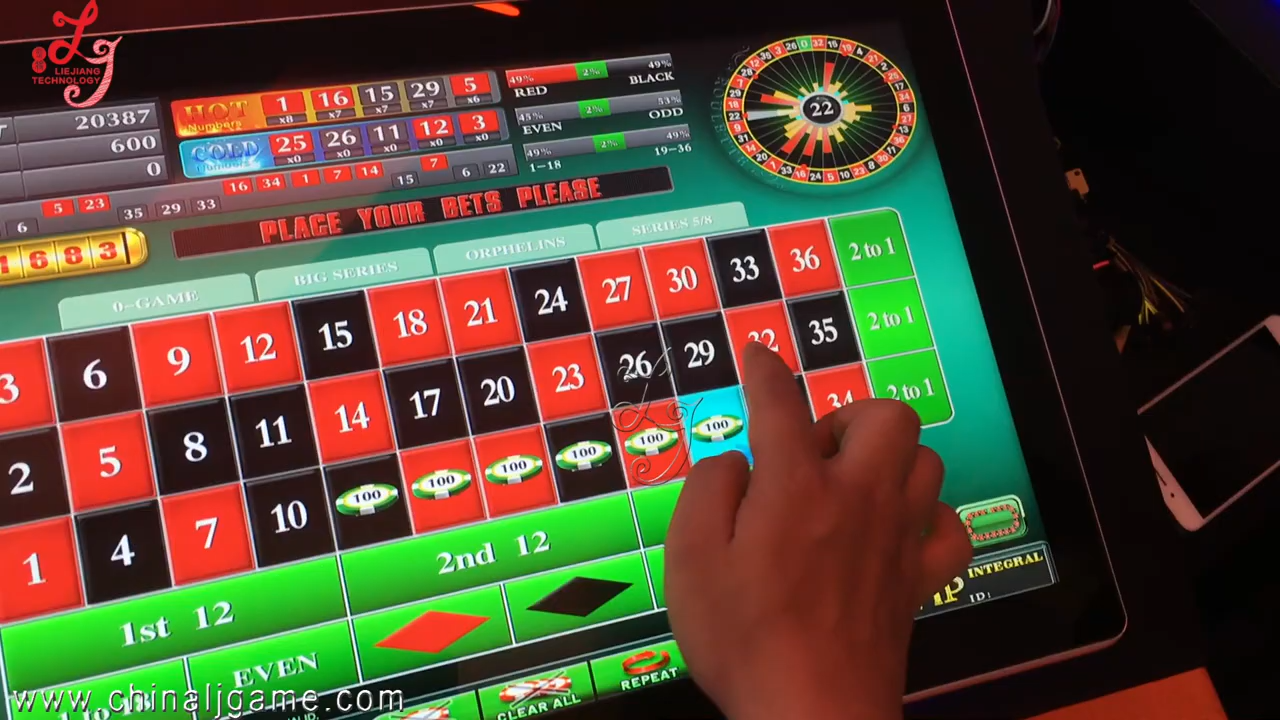 LIEJIANG
TECHNOLOGY
20387
600
0
HOT
Numbers
1 16 15 29 5
x8 x7 x7 x7 x6
COLD
Numbers
25 26 11 12 3
x0 x0 x0 x0 x0
49% 2% 49%
RED BLACK
45% 2% 53%
EVEN ODD
49% 2% 49%
1-18 19-36
16 34 1 7 14 15 7 6 22
6 5 23 35 29 33
22
PLACE YOUR BETS PLEASE
1683
0-GAME
BIG SERIES
ORPHELINS
SERIES 5/8
3 6 9 12 15 18 21 24 27 30 33 36 2 to 1
2 5 8 11 14 17 20 23 26 29 32 35 2 to 1
1 4 7 10 100 100 100 100 100 100 34 2 to 1
1st 12
2nd 12
EVEN
CLEAR ALL
REPEAT
INTEGRAL
ID:
www.chinaljgame.com